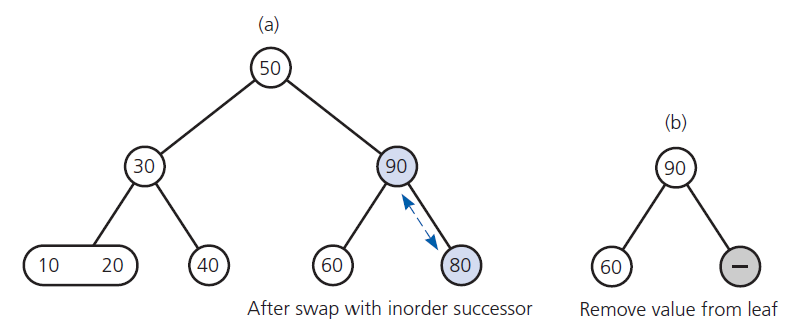 (a)
50
30
90
10 20
40
60
80
After swap with inorder successor
(b)
90
60
–
Remove value from leaf